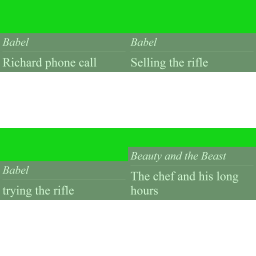 Babel
Richard phone call
Babel
Selling the rifle
Babel
trying the rifle
Beauty and the Beast
The chef and his long
hours